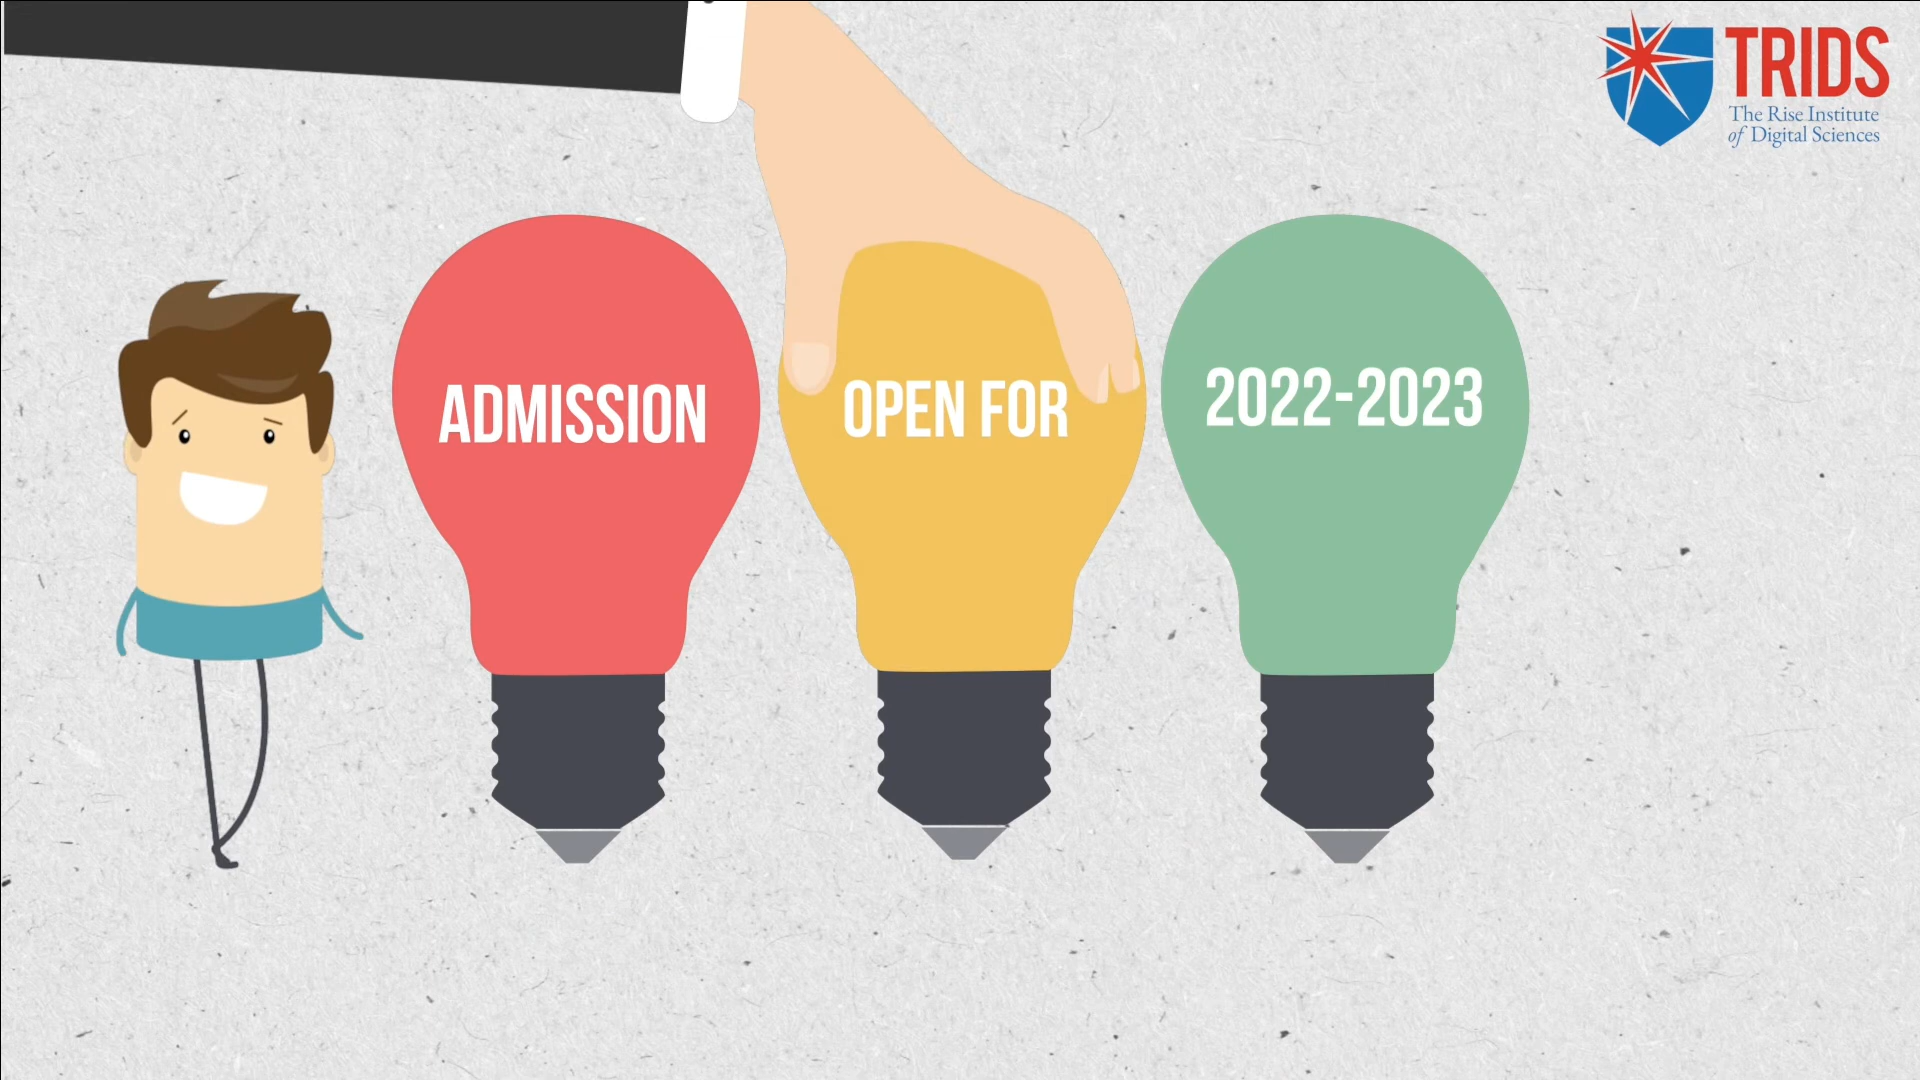 TRIDS
The Rise Institute
of Digital Sciences
ADMISSION
OPEN FOR
2022-2023